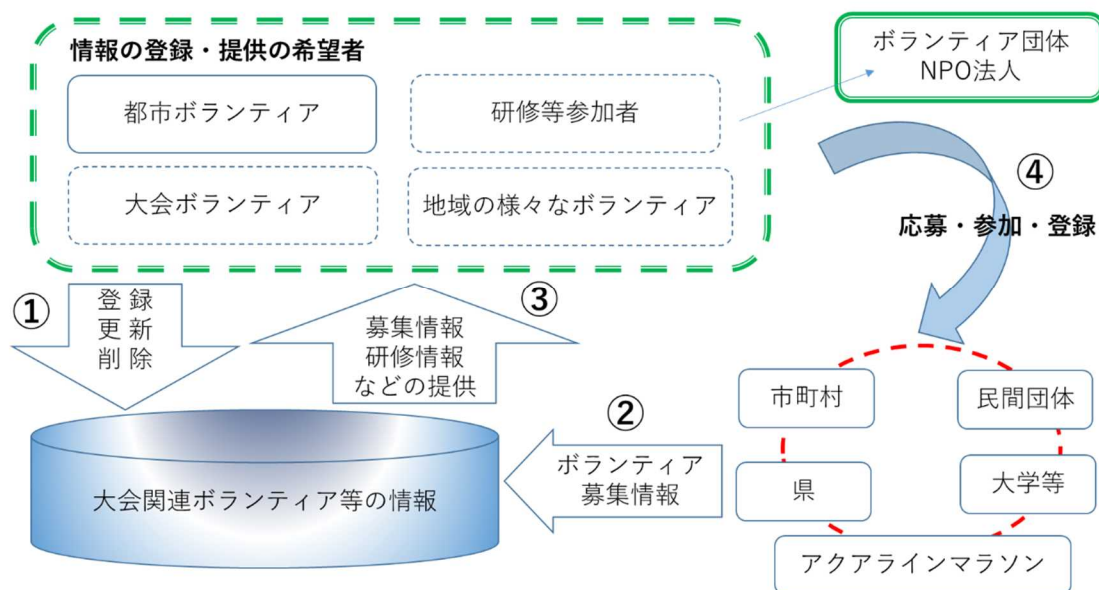 情報の登録・提供の希望者
都市ボランティア
研修等参加者
大会ボランティア
地域の様々なボランティア
ボランティア団体
NPO法人
④
応募・参加・登録
①
登録
更新
削除
③
募集情報
研修情報
などの提供
②
ボランティア
募集情報
大会関連ボランティア等の情報
市町村
民間団体
県
大学等
アクアラインマラソン